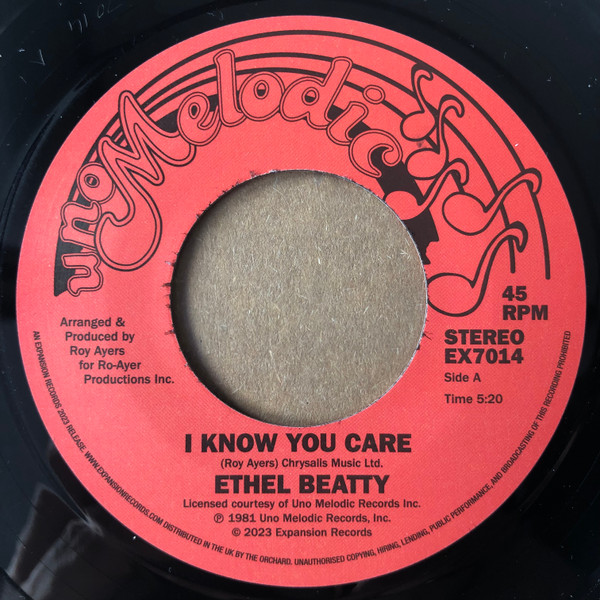 uno Melodic
45
RPM
STEREO
EX7014
Side A
Time 5:20
Arranged &
Produced by
Roy Ayers
for Ro-Ayer
Productions Inc.
I KNOW YOU CARE
(Roy Ayers) Chrysalis Music Ltd.
ETHEL BEATTY
Licensed courtesy of Uno Melodic Records Inc.
℗ 1981 Uno Melodic Records, Inc.
© 2023 Expansion Records
AN EXPANSION RECORDS 2023 RELEASE. WWW.EXPANSIONRECORDS.COM DISTRIBUTED IN THE UK BY THE ORCHARD. UNAUTHORISED COPYING, HIRING, LENDING, PUBLIC PERFORMANCE, AND BROADCASTING OF THIS RECORDING PROHIBITED